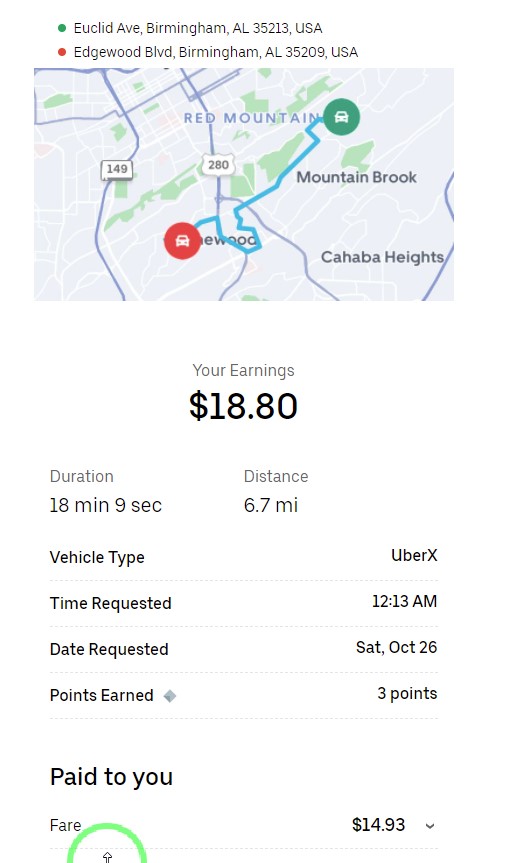 Euclid Ave, Birmingham, AL 35213, USA
Edgewood Blvd, Birmingham, AL 35209, USA
RED MOUNTAIN
280
149
Mountain Brook
ewood
Cahaba Heights
Your Earnings
$18.80
Duration Distance
18 min 9 sec 6.7 mi
Vehicle Type UberX
Time Requested 12:13 AM
Date Requested Sat, Oct 26
Points Earned 3 points
Paid to you
Fare $14.93